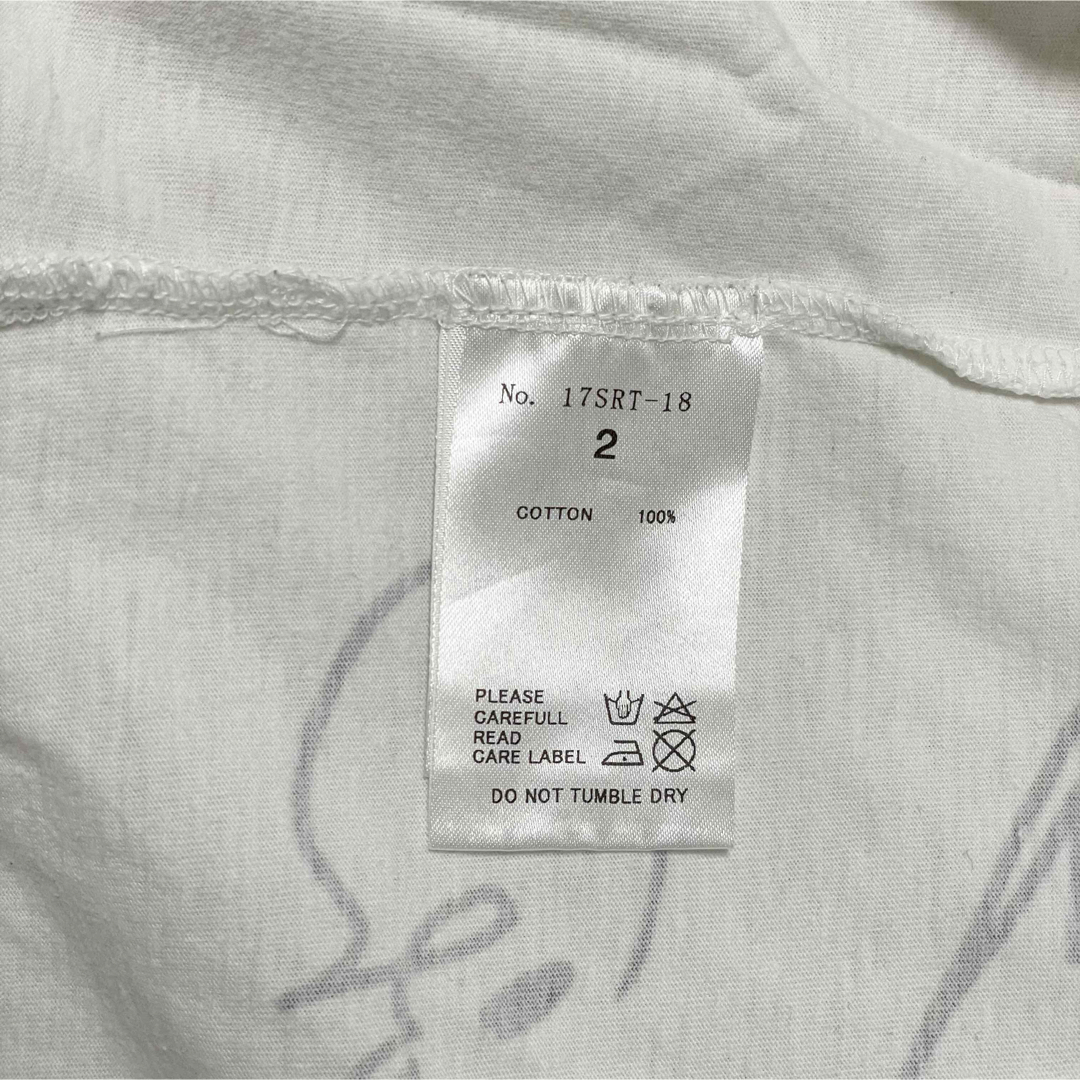 No. 17SRT-18
2
COTTON 100%
PLEASE
CAREFULL
READ
CARE LABEL
DO NOT TUMBLE DRY